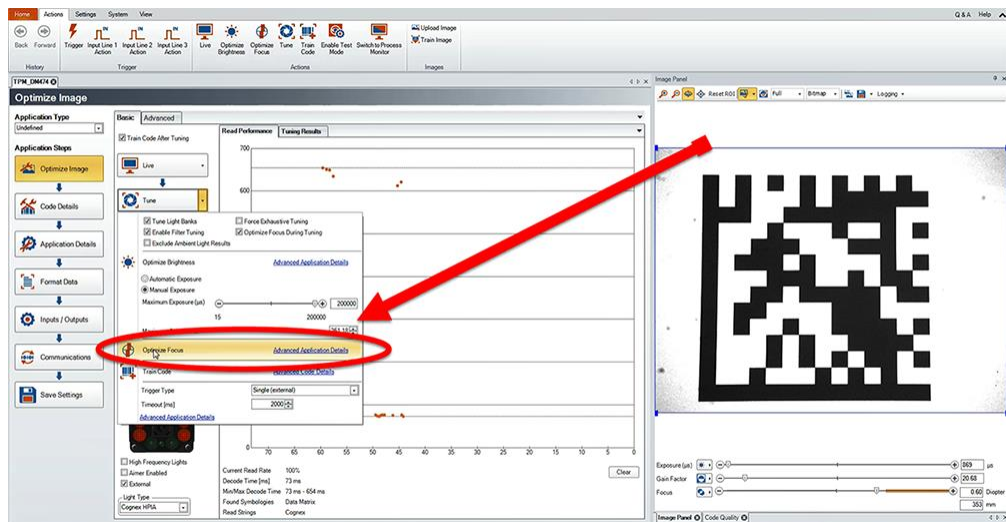 Home Actions Settings System View Q & A Help
Back Forward Trigger Input Line 1 Action Input Line 2 Action Input Line 3 Action Live Optimize Brightness Optimize Focus Tune Train Code Enable Test Mode Switch to Process Monitor Upload Image
Train Image
History Trigger Actions Images
TPM_DM474
Optimize Image
Application Type
Undefined
Application Steps
Optimize Image
Code Details
Application Details
Format Data
Inputs / Outputs
Communications
Save Settings
Basic Advanced
Train Code After Tuning
Live
Tune
Tune Light Banks Force Exhaustive Tuning
Enable Filter Tuning Optimize Focus During Tuning
Exclude Ambient Light Results
Optimize Brightness Advanced Application Details
Automatic Exposure
Manual Exposure
Maximum Exposure (µs) 200000
15 200000
Optimize Focus Advanced Application Details
Train Code Advanced Code Details
Trigger Type Single (external)
Timeout [ms] 2000
Advanced Application Details
High Frequency Lights
Aimer Enabled
External
Light Type
Cognex HPIA
Read Performance Tuning Results
700
600
0
70 65 60 55 50 45 40 35 30 25 20 15 10 5 0
Current Read Rate 100%
Decode Time [ms] 73 ms
Min/Max Decode Time 73 ms - 654 ms
Found Symbologies Data Matrix
Read Strings Cognex
Clear
Image Panel
Reset ROI Full Bitmap Logging
Exposure (µs) 869 µs
Gain Factor 20.68
Focus 0.60 Diopter
353 mm
Image Panel Code Quality